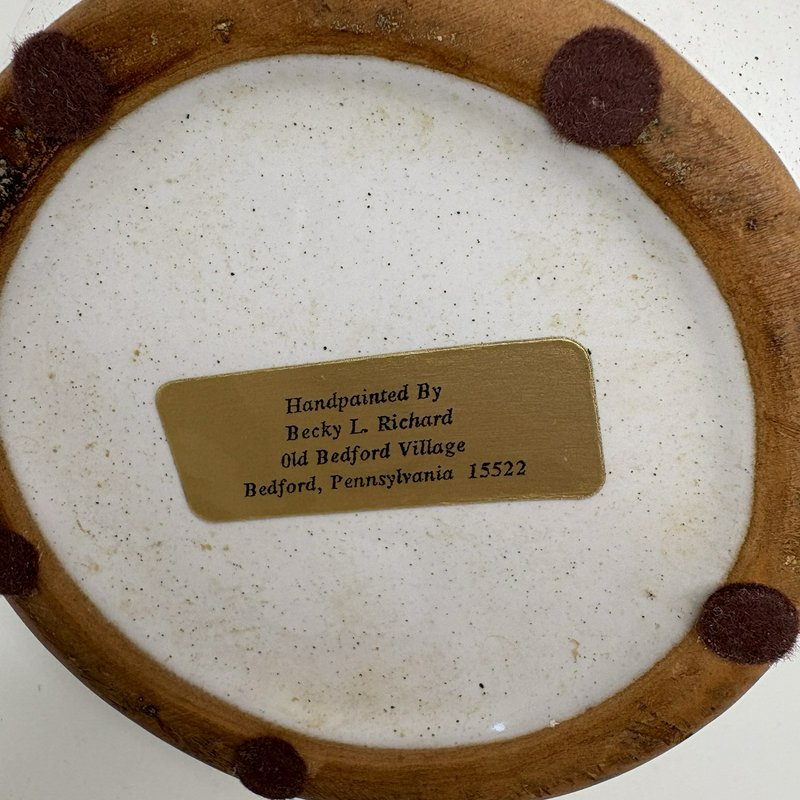 Handpainted By
Becky L. Richard
Old Bedford Village
Bedford, Pennsylvania 15522